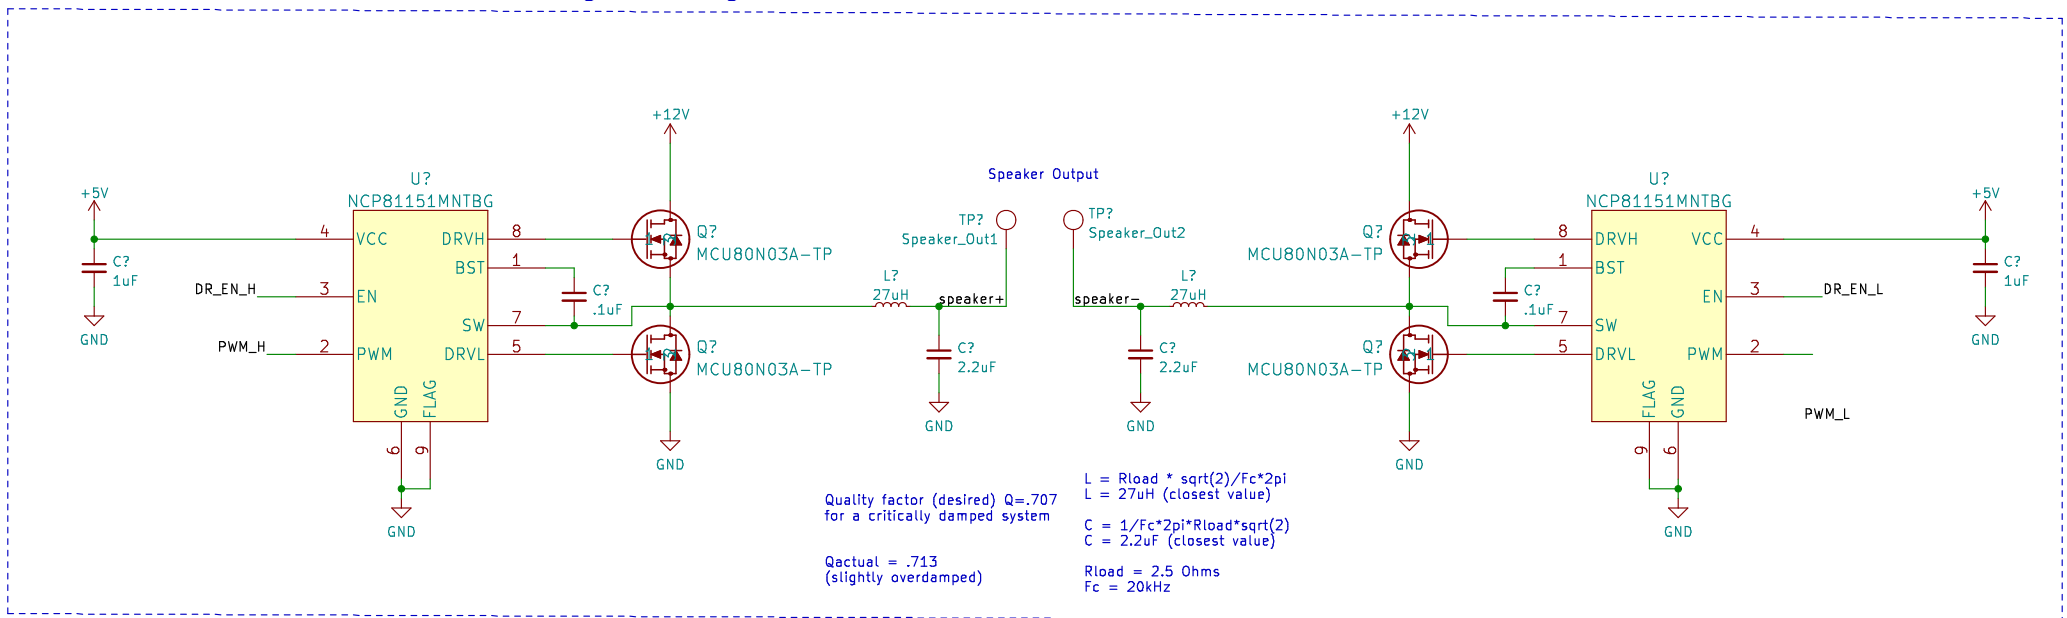 +5V
C?
1uF
GND
DR_EN_H
PWM_H
U?
NCP81151MNTBG
4
VCC
3
EN
2
PWM
DRVH
8
BST
1
SW
7
DRVL
5
GND
FLAG
6
9
GND
C?
.1uF
+12V
Q?
MCU80N03A-TP
Q?
MCU80N03A-TP
GND
L?
27uH
speaker+
C?
2.2uF
GND
Speaker Output
TP?
Speaker_Out1
TP?
Speaker_Out2
speaker-
L?
27uH
C?
2.2uF
GND
+12V
Q?
MCU80N03A-TP
Q?
MCU80N03A-TP
GND
C?
.1uF
U?
NCP81151MNTBG
8
DRVH
1
BST
7
SW
5
DRVL
VCC
4
EN
3
PWM
2
FLAG
GND
9
6
GND
DR_EN_L
PWM_L
+5V
C?
1uF
GND
Quality factor (desired) Q=.707
for a critically damped system
Qactual = .713
(slightly overdamped)
L = Rload * sqrt(2)/Fc*2pi
L = 27uH (closest value)
C = 1/Fc*2pi*Rload*sqrt(2)
C = 2.2uF (closest value)
Rload = 2.5 Ohms
Fc = 20kHz